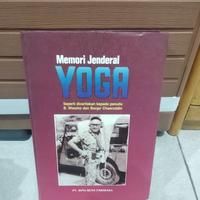 Memori Jenderal
YOGA
Seperti diceritakan kepada penulis
B. Wiwoho dan Banjar Chaeruddin
PT. BINA RENA PARIWARA